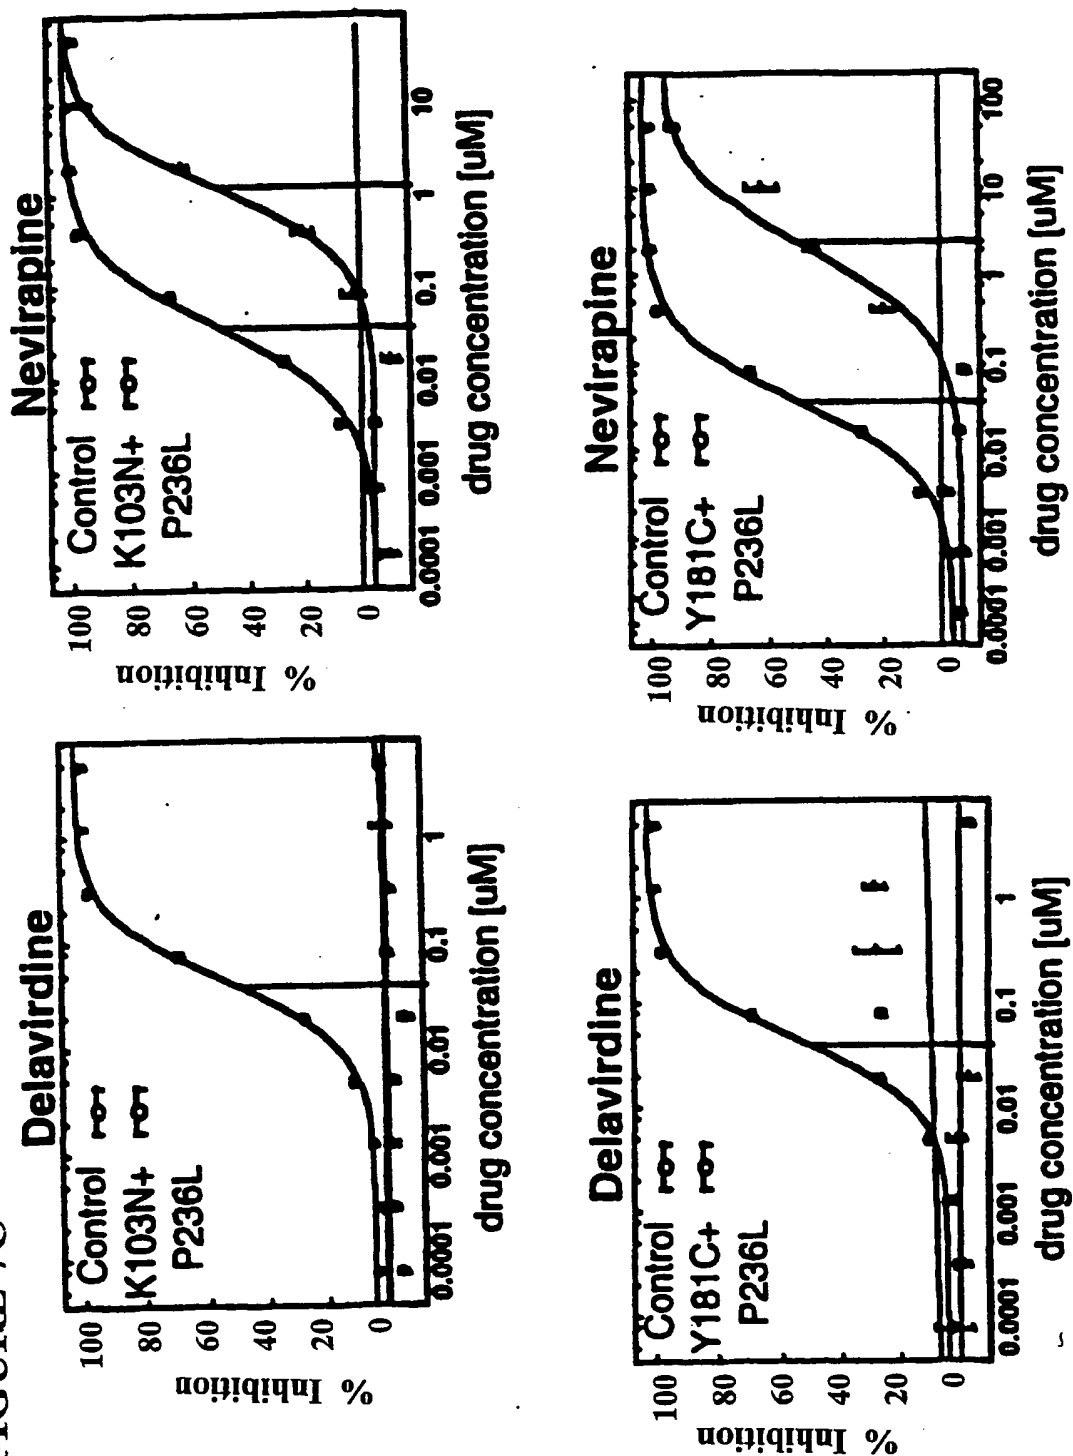 Delavirdine
% Inhibition
100
80
60
40
20
0
Control
K103N+
P236L
0.0001 0.001 0.01 0.1 1
drug concentration [uM]
Nevirapine
% Inhibition
100
80
60
40
20
0
Control
K103N+
P236L
0.0001 0.001 0.01 0.1 1 10
drug concentration [uM]
Delavirdine
% Inhibition
100
80
60
40
20
0
Control
Y181C+
P236L
0.0001 0.001 0.01 0.1 1
drug concentration [uM]
Nevirapine
% Inhibition
100
80
60
40
20
0
Control
Y181C+
P236L
0.0001 0.001 0.01 0.1 1 10 100
drug concentration [uM]